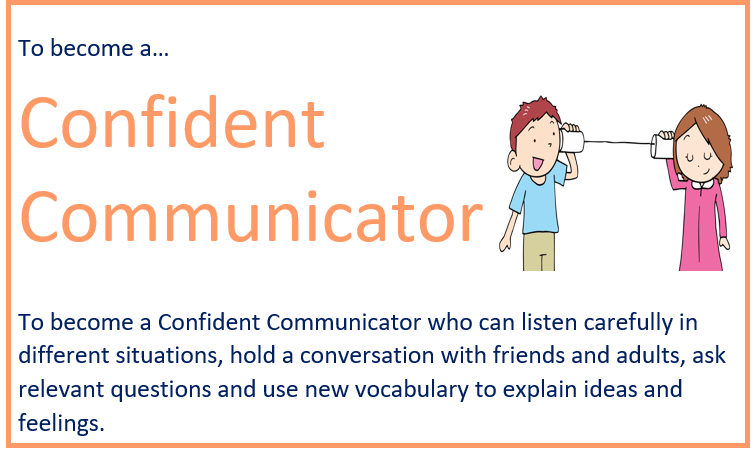 To become a…
Confident
Communicator
To become a Confident Communicator who can listen carefully in
different situations, hold a conversation with friends and adults, ask
relevant questions and use new vocabulary to explain ideas and
feelings.